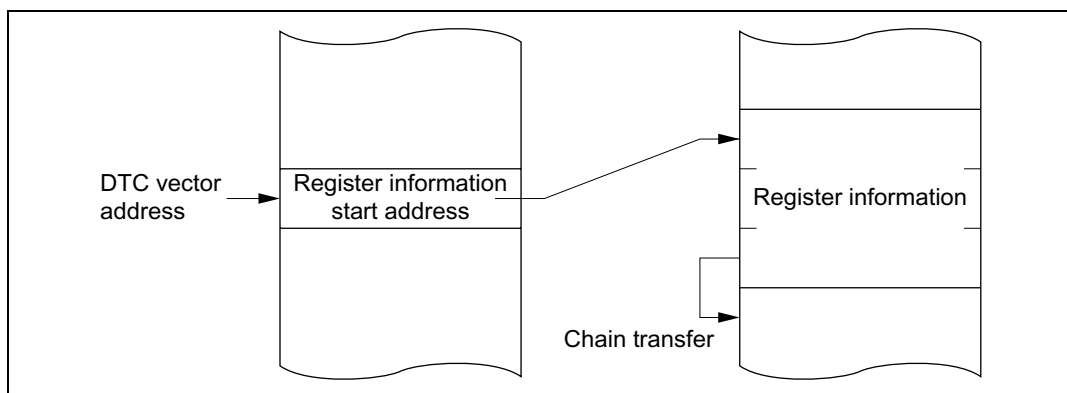 DTC vector
address
Register information
start address
Register information
Chain transfer